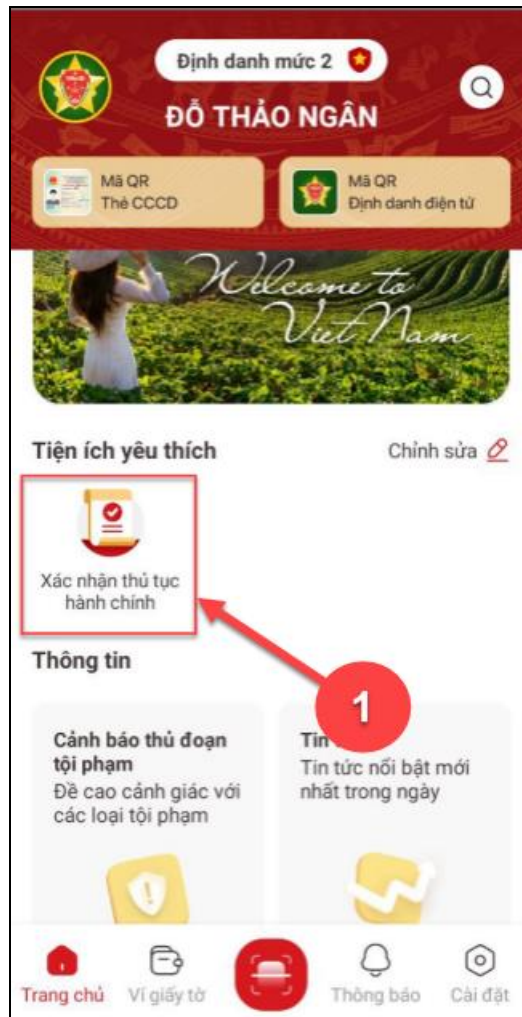 Định danh mức 2
ĐỖ THẢO NGÂN
Mã QR
Thẻ CCCD
Mã QR
Định danh điện tử
Welcome to
Viet Nam
Tiện ích yêu thích
Chỉnh sửa
Xác nhận thủ tục
hành chính
Thông tin
1
Cảnh báo thủ đoạn
tội phạm
Đề cao cảnh giác với
các loại tội phạm
Tin
Tin tức nổi bật mới
nhất trong ngày
Trang chủ
Ví giấy tờ
Thông báo
Cài đặt